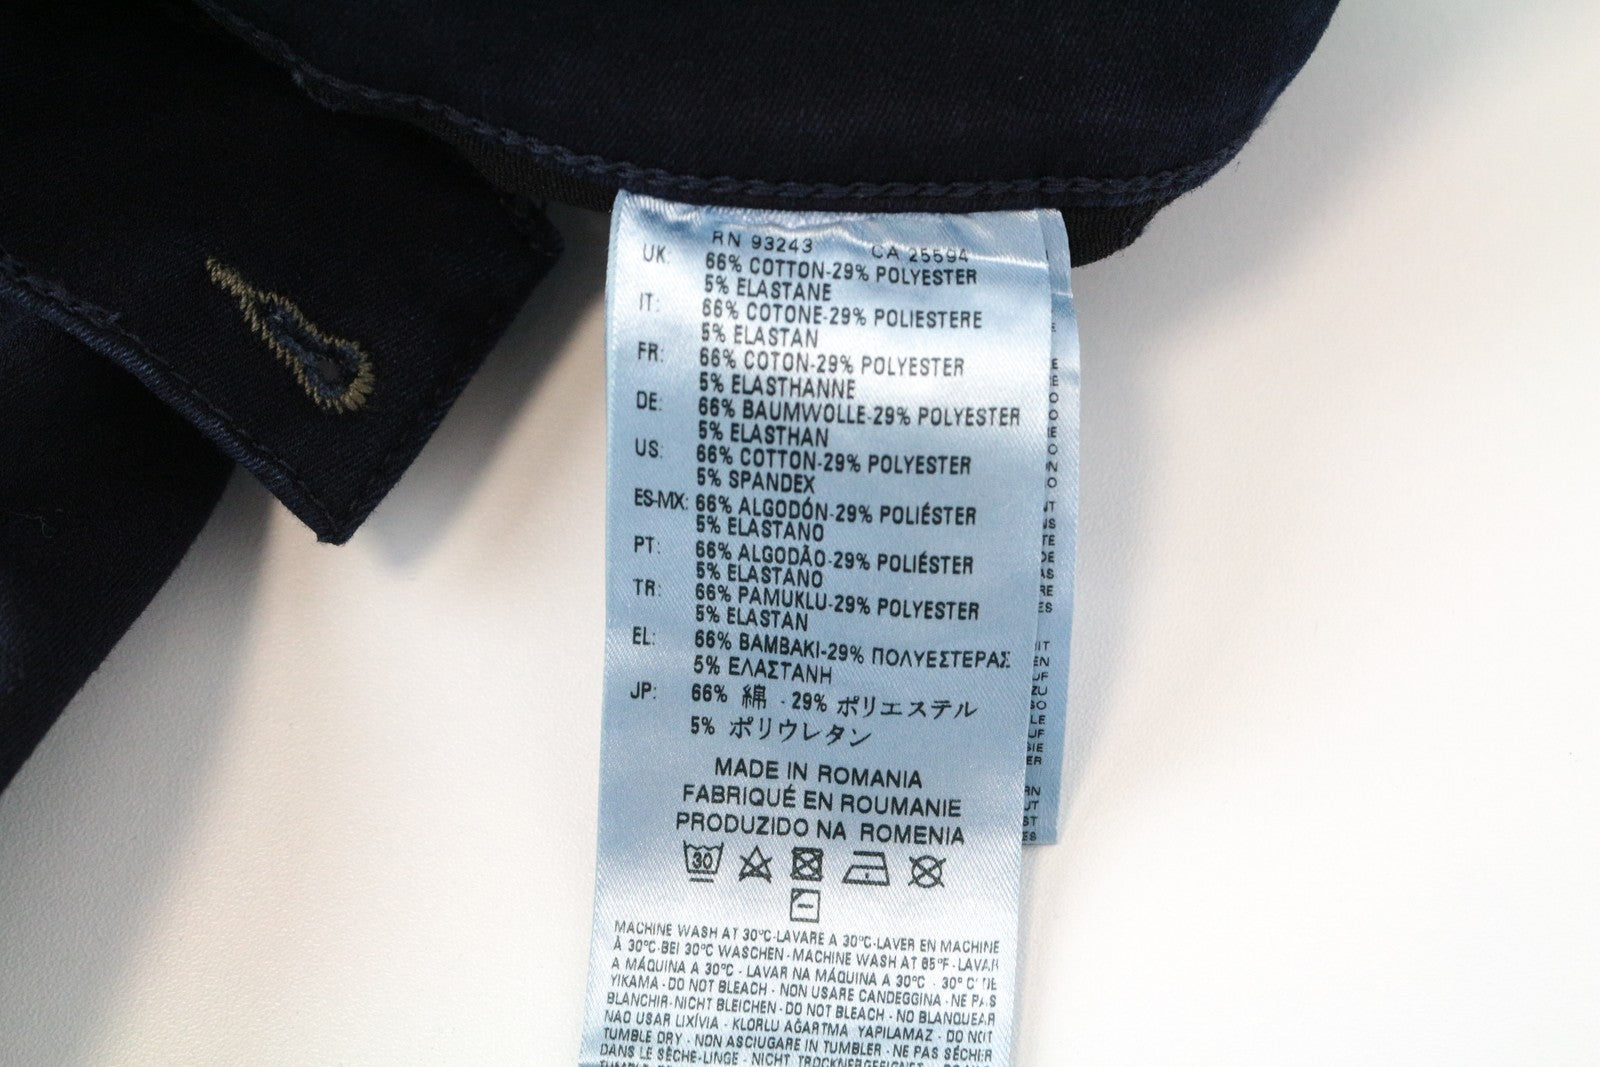 RN 93243 CA 25594
UK: 66% COTTON-29% POLYESTER
5% ELASTANE
IT: 66% COTONE-29% POLIESTERE
5% ELASTAN
FR: 66% COTON-29% POLYESTER
5% ELASTHANNE
DE: 66% BAUMWOLLE-29% POLYESTER
5% ELASTHAN
US: 66% COTTON-29% POLYESTER
5% SPANDEX
ES-MX: 66% ALGODÓN-29% POLIÉSTER
5% ELASTANO
PT: 66% ALGODÃO-29% POLIÉSTER
5% ELASTANO
TR: 66% PAMUKLU-29% POLYESTER
5% ELASTAN
EL: 66% ΒΑΜΒΑΚΙ-29% ΠΟΛΥΕΣΤΕΡΑΣ
5% ΕΛΑΣΤΑΝΗ
JP: 66% 綿 - 29% ポリエステル
5% ポリウレタン
MADE IN ROMANIA
FABRIQUÉ EN ROUMANIE
PRODUZIDO NA ROMENIA
30
MACHINE WASH AT 30°C-LAVARE A 30°C-LAVER EN MACHINE
À 30°C-BEI 30°C WASCHEN-MACHINE WASH AT 85°F-LAVAR
A MÁQUINA A 30°C - LAVAR NA MÁQUINA A 30°C - 30° C'DE
YIKAMA - DO NOT BLEACH - NON USARE CANDEGGINA - NE PAS
BLANCHIR-NICHT BLEICHEN-DO NOT BLEACH - NO BLANQUEAR
NAO USAR LIXÍVIA - KLORLU AĞARTMA YAPILAMAZ - DO NOT
TUMBLE DRY - NON ASCIUGARE IN TUMBLER - NE PAS SÉCHER
DANS LE SÈCHE-LINGE - NICHT TROCKNERGEEIGNET